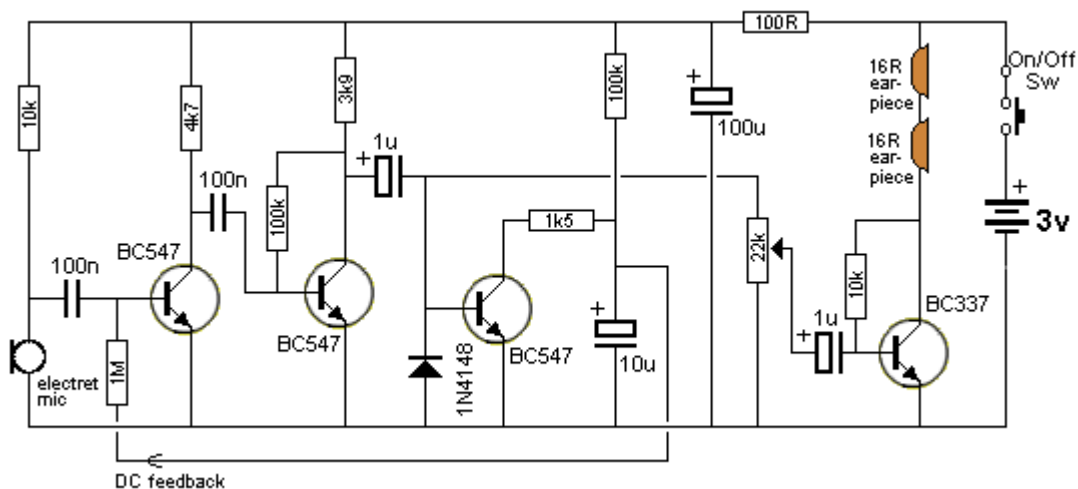 100R
10k
4k7
3k9
100k
+
100u
16R
ear-
piece
16R
ear-
piece
On/Off
Sw
+
3v
+
1u
100n
100k
1k5
22k
10k
BC547
100n
BC547
BC547
BC337
+
1u
+
10u
electret
mic
1M
1N4148
DC feedback